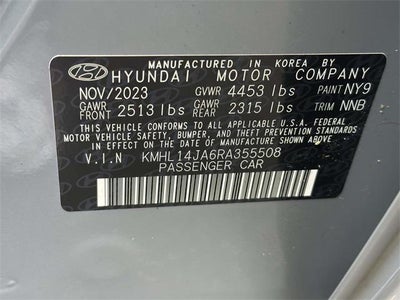 MANUFACTURED IN KOREA BY
HYUNDAI MOTOR COMPANY
NOV/2023 GVWR 4453 lbs PAINT NY9
GAWR FRONT 2513 lbs GAWR REAR 2315 lbs TRIM NNB
THIS VEHICLE CONFORMS TO ALL APPLICABLE U.S.A. FEDERAL
MOTOR VEHICLE SAFETY, BUMPER, AND THEFT PREVENTION
STANDARDS IN EFFECT ON THE DATE OF MANUFACTURE SHOWN ABOVE.
V.I.N KMHL14JA6RA355508
PASSENGER CAR